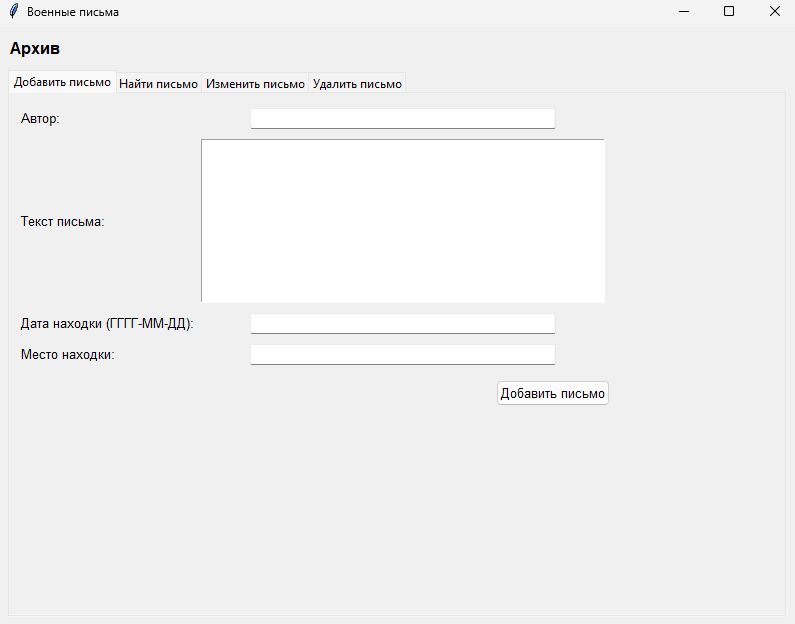 Военные письма
Архив
Добавить письмо Найти письмо Изменить письмо Удалить письмо
Автор:
Текст письма:
Дата находки (ГГГГ-ММ-ДД):
Место находки:
Добавить письмо